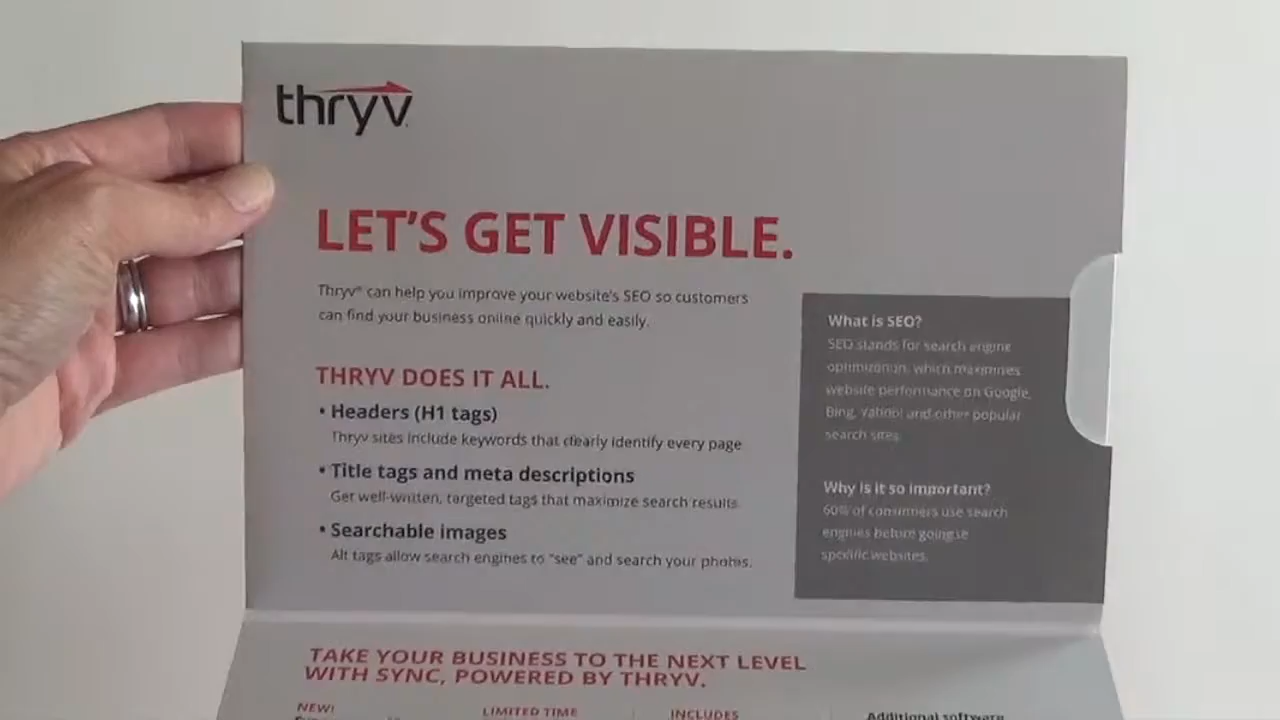 thryv
LET'S GET VISIBLE.
Thryv® can help you improve your website's SEO so customers
can find your business online quickly and easily.
THRYV DOES IT ALL.
• Headers (H1 tags)
Thryv sites include keywords that clearly identify every page
• Title tags and meta descriptions
Get well-written, targeted tags that maximize search results
• Searchable images
Alt tags allow search engines to "see" and search your photos.
What is SEO?
SEO stands for search engine
optimization, which maximizes
website performance on Google,
Bing, Yahoo! and other popular
search sites.
Why is it so important?
60% of consumers use search
engines before going to
specific websites.
TAKE YOUR BUSINESS TO THE NEXT LEVEL
WITH SYNC, POWERED BY THRYV.
NEW!
LIMITED TIME
INCLUDES
Additional software